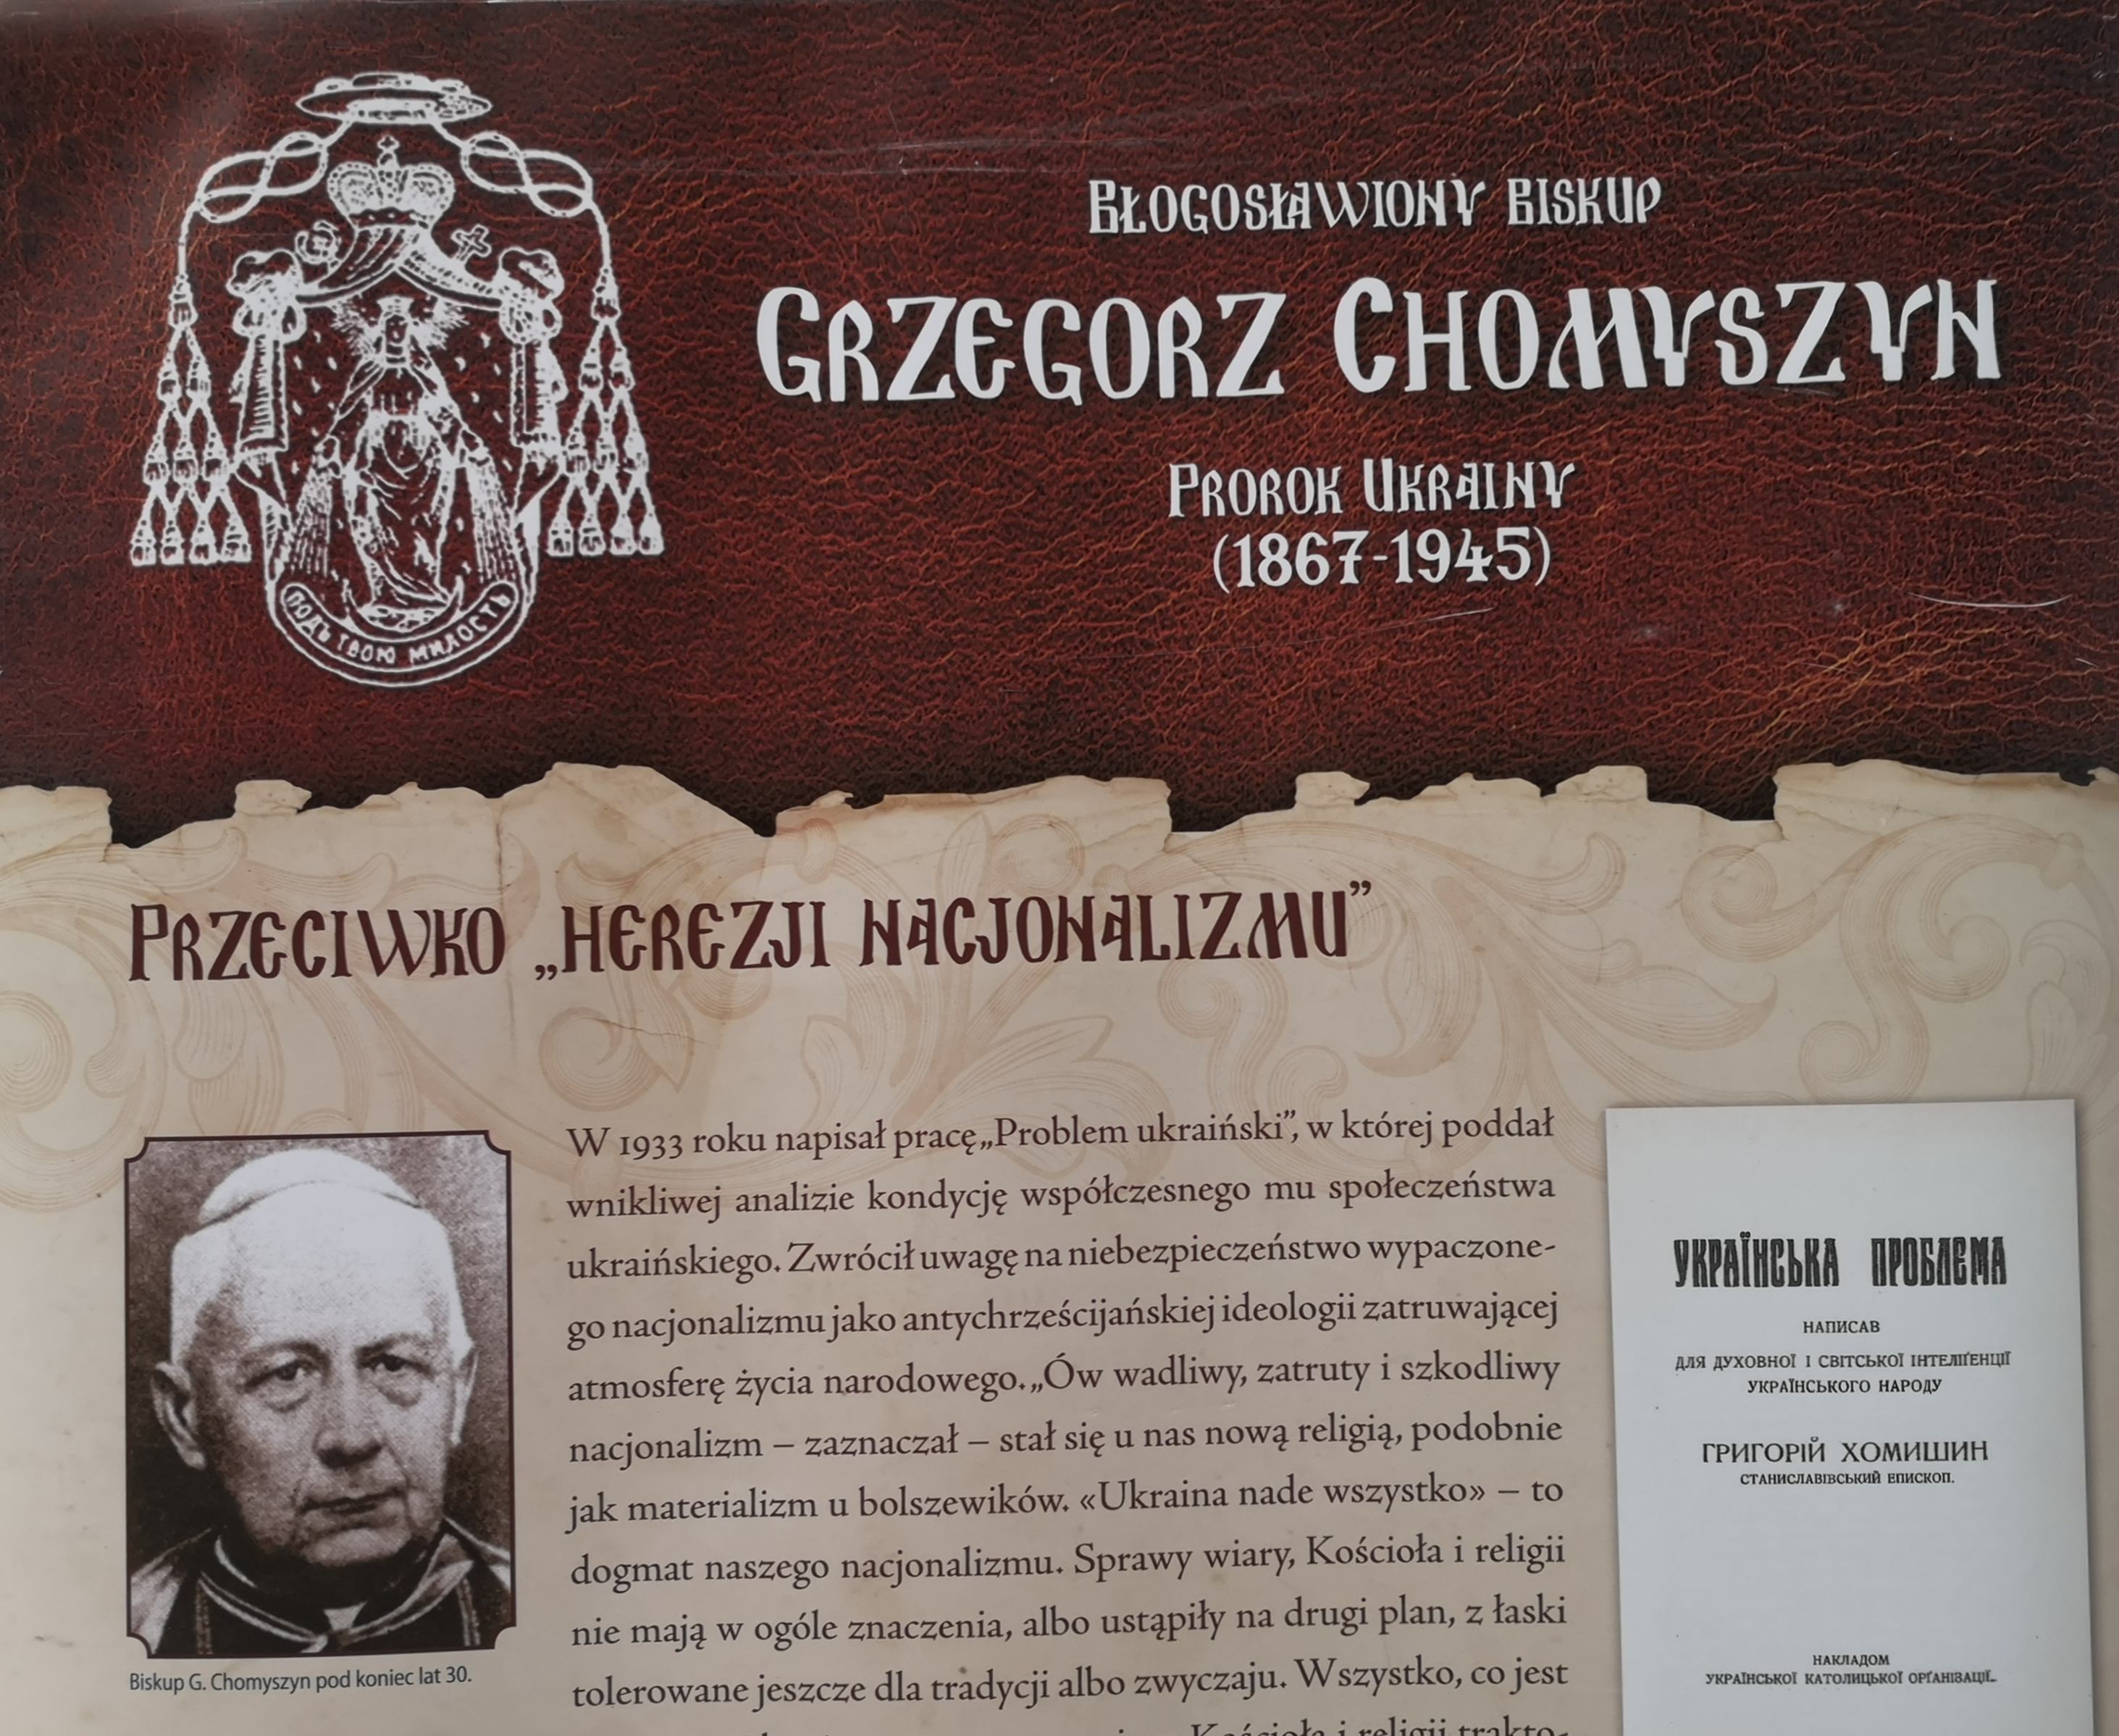 ПОДЪ ТВОЮ МИЛОСТЬ
BŁOGOSŁAWIONY BISKUP
GRZEGORZ CHOMYSZYN
PROROK UKRAINY
(1867-1945)
PRZECIWKO „HEREZJI NACJONALIZMU”
W 1933 roku napisał pracę „Problem ukraiński”, w której poddał
wnikliwej analizie kondycję współczesnego mu społeczeństwa
ukraińskiego. Zwrócił uwagę na niebezpieczeństwo wypaczone-
go nacjonalizmu jako antychrześcijańskiej ideologii zatruwającej
atmosferę życia narodowego. „Ów wadliwy, zatruty i szkodliwy
nacjonalizm – zaznaczał – stał się u nas nową religią, podobnie
jak materializm u bolszewików. «Ukraina nade wszystko» – to
dogmat naszego nacjonalizmu. Sprawy wiary, Kościoła i religii
nie mają w ogóle znaczenia, albo ustąpiły na drugi plan, z łaski
tolerowane jeszcze dla tradycji albo zwyczaju. Wszystko, co jest
Kościoła i religii trakto-
Biskup G. Chomyszyn pod koniec lat 30.
УКРАЇНСЬКА ПРОБЛЕМА
НАПИСАВ
ДЛЯ ДУХОВНОЇ І СВІТСЬКОЇ ІНТЕЛІҐЕНЦІЇ
УКРАЇНСЬКОГО НАРОДУ
ГРИГОРІЙ ХОМИШИН
СТАНИСЛАВІВСЬКИЙ ЕПИСКОП.
НАКЛАДОМ
УКРАЇНСЬКОЇ КАТОЛИЦЬКОЇ ОРҐАНІЗАЦІЇ.